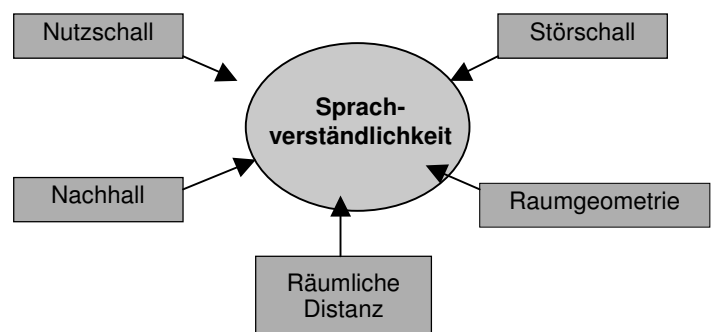 Nutzschall
Störschall
Sprach-
verständlichkeit
Nachhall
Raumgeometrie
Räumliche
Distanz